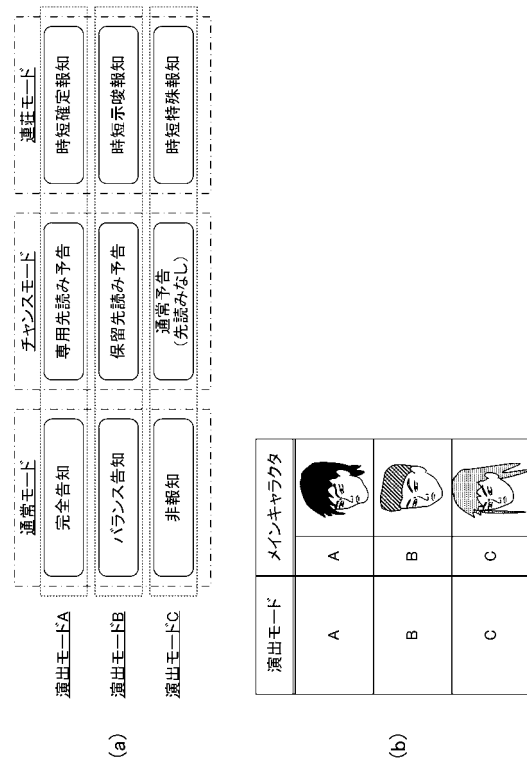 (a)
通常モード
チャンスモード
連荘モード
演出モードA
完全告知
専用先読み予告
時短確定報知
演出モードB
バランス告知
保留先読み予告
時短示唆報知
演出モードC
非報知
通常予告
(先読みなし)
時短特殊報知
(b)
演出モード
メインキャラクタ
A
A
B
B
C
C